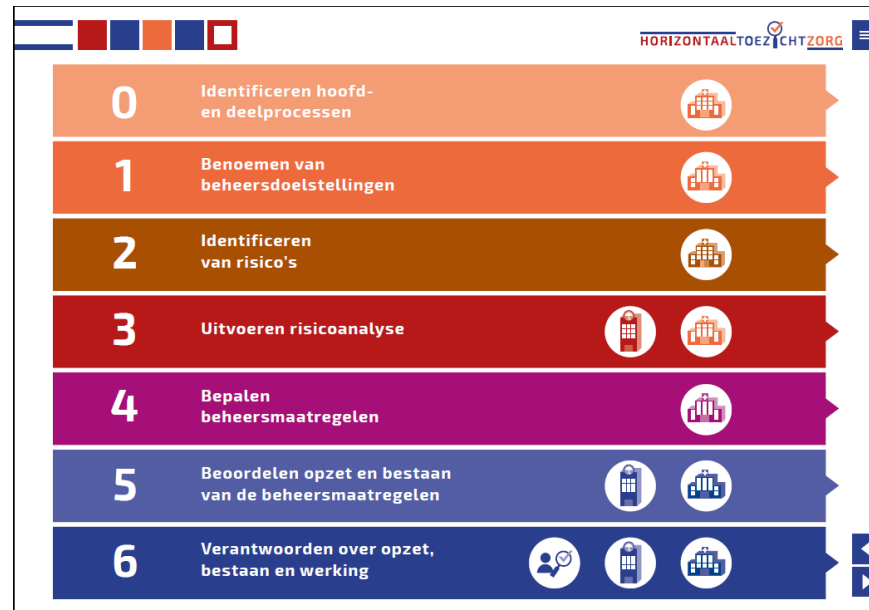 HORIZONTAALTOEZICHTZORG
0
Identificeren hoofd-
en deelprocessen
1
Benoemen van
beheersdoelstellingen
2
Identificeren
van risico's
3
Uitvoeren risicoanalyse
4
Bepalen
beheersmaatregelen
5
Beoordelen opzet en bestaan
van de beheersmaatregelen
6
Verantwoorden over opzet,
bestaan en werking